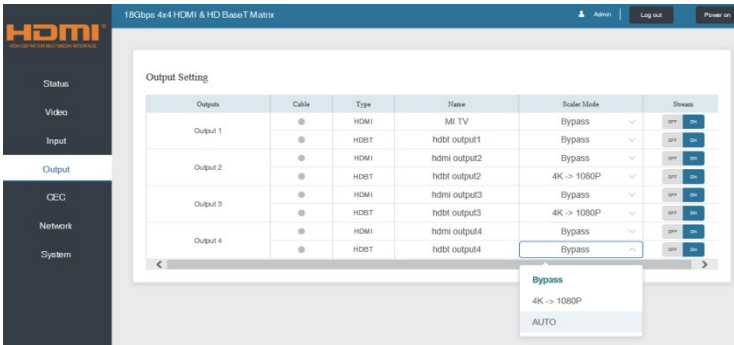 18Gbps 4x4 HDMI & HD BaseT Matrix
Admin
Log out
Power on
HDMI®
HIGH-DEFINITION MULTIMEDIA INTERFACE
Status
Video
Input
Output
CEC
Network
System
Output Setting
Outputs Cable Type Name Scaler Mode Stream
Output 1
HDMI MI TV Bypass OFF ON
HDBT hdbt output1 Bypass OFF ON
Output 2
HDMI hdmi output2 Bypass OFF ON
HDBT hdbt output2 4K -> 1080P OFF ON
Output 3
HDMI hdmi output3 Bypass OFF ON
HDBT hdbt output3 4K -> 1080P OFF ON
Output 4
HDMI hdmi output4 Bypass OFF ON
HDBT hdbt output4 Bypass OFF ON
Bypass
4K -> 1080P
AUTO